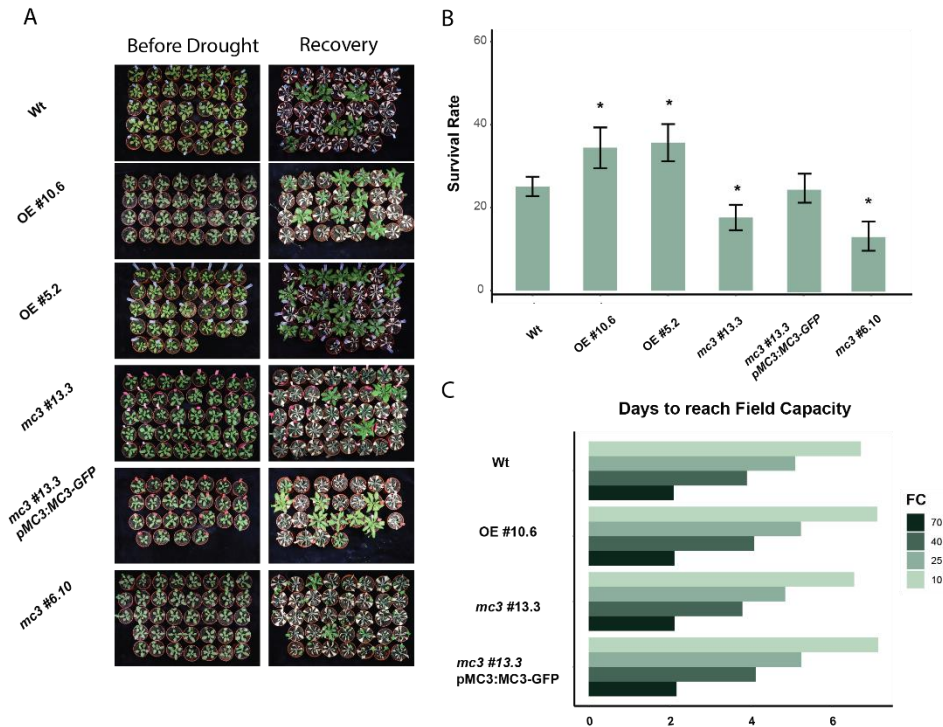 A
Before Drought
Recovery
Wt
OE #10.6
OE #5.2
mc3 #13.3
mc3 #13.3
pMC3:MC3-GFP
mc3 #6.10
B
60
40
20
0
Survival Rate
*
*
*
*
Wt
OE #10.6
OE #5.2
mc3 #13.3
mc3 #13.3
pMC3:MC3-GFP
mc3 #6.10
C
Days to reach Field Capacity
Wt
OE #10.6
mc3 #13.3
mc3 #13.3
pMC3:MC3-GFP
0 2 4 6
FC
70
40
25
10